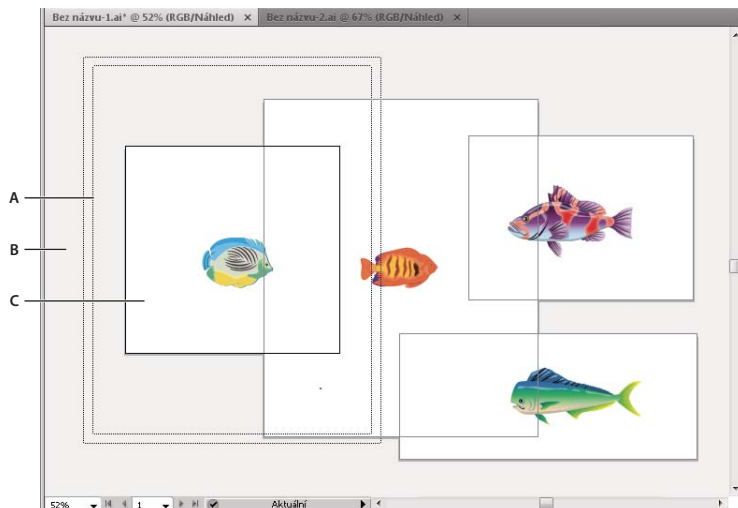 Bez názvu-1.ai* @ 52% (RGB/Náhled) × Bez názvu-2.ai @ 67% (RGB/Náhled) ×
A
B
C
52% 1 Aktuální